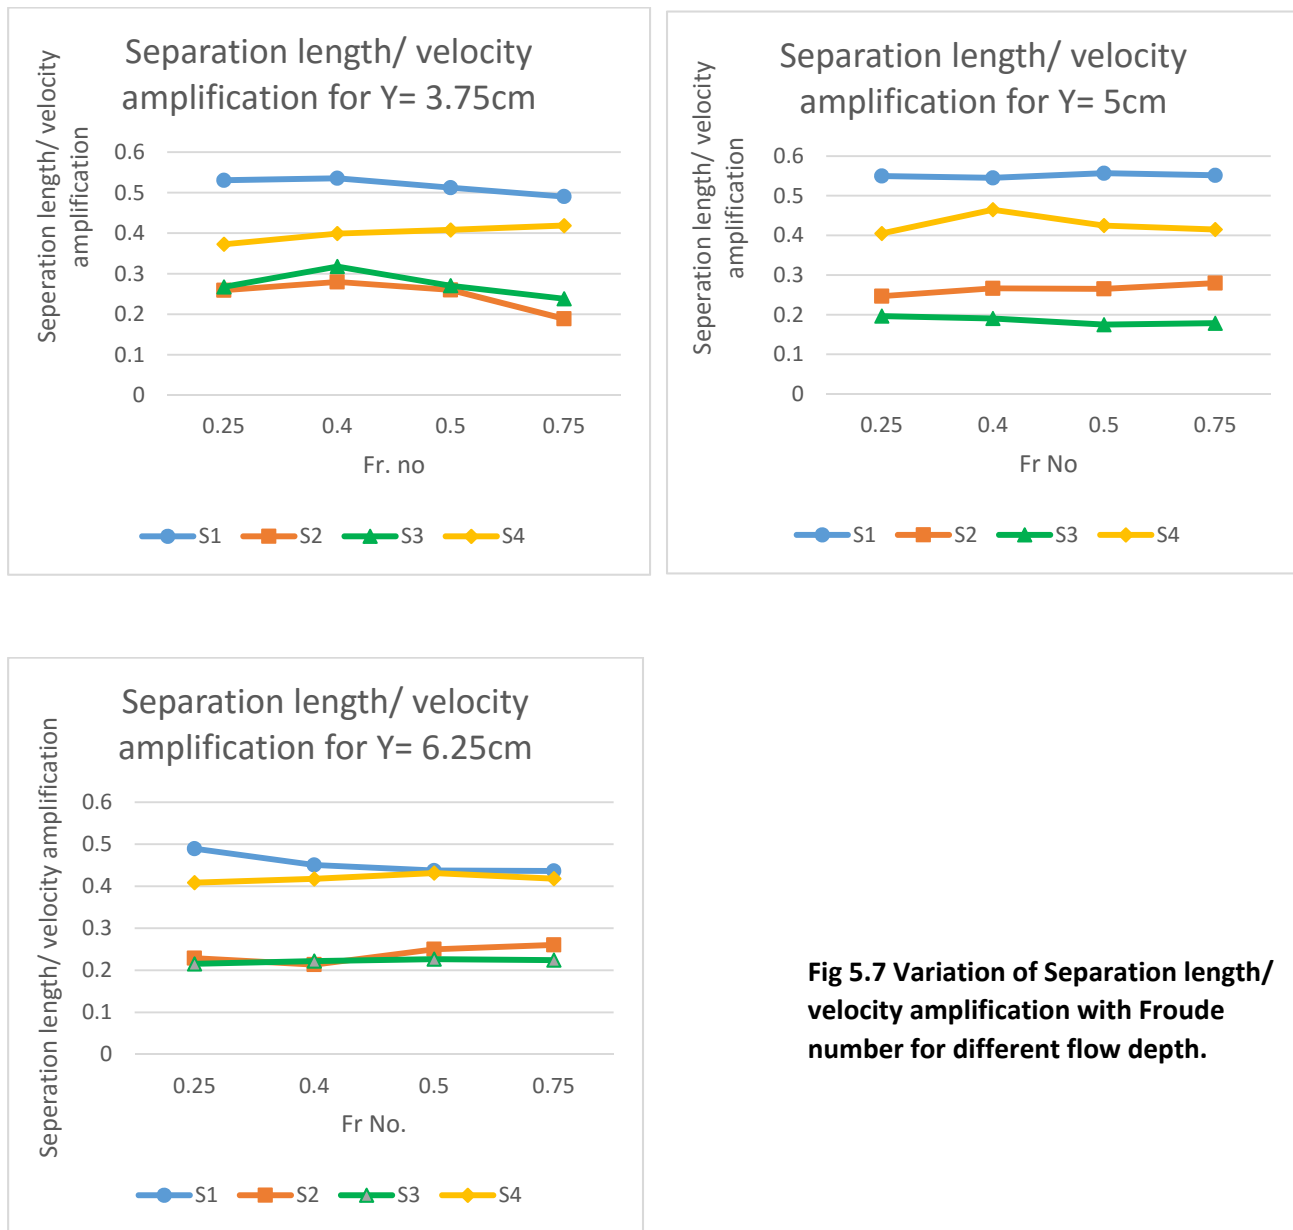 Separation length/ velocity
amplification for Y= 3.75cm
Seperation length/ velocity
amplification
0.6
0.5
0.4
0.3
0.2
0.1
0
0.25 0.4 0.5 0.75
Fr. no
S1 S2 S3 S4
Separation length/ velocity
amplification for Y= 5cm
Seperation length/ velocity
amplification
0.6
0.5
0.4
0.3
0.2
0.1
0
0.25 0.4 0.5 0.75
Fr No
S1 S2 S3 S4
Separation length/ velocity
amplification for Y= 6.25cm
Seperation length/ velocity amplification
0.6
0.5
0.4
0.3
0.2
0.1
0
0.25 0.4 0.5 0.75
Fr No.
S1 S2 S3 S4
Fig 5.7 Variation of Separation length/
velocity amplification with Froude
number for different flow depth.